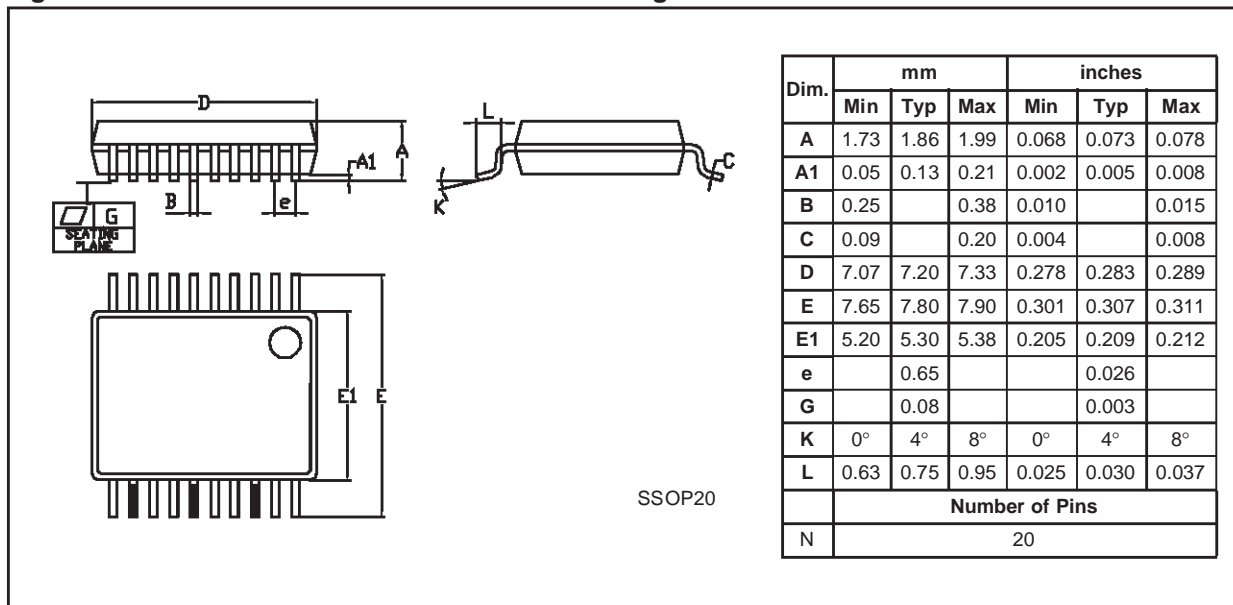 D
A
A1
B
e
G
SEATING
PLANE
L
K
C
E1
E
SSOP20
Dim. mm inches
Min Typ Max Min Typ Max
A 1.73 1.86 1.99 0.068 0.073 0.078
A1 0.05 0.13 0.21 0.002 0.005 0.008
B 0.25 0.38 0.010 0.015
C 0.09 0.20 0.004 0.008
D 7.07 7.20 7.33 0.278 0.283 0.289
E 7.65 7.80 7.90 0.301 0.307 0.311
E1 5.20 5.30 5.38 0.205 0.209 0.212
e 0.65 0.026
G 0.08 0.003
K 0° 4° 8° 0° 4° 8°
L 0.63 0.75 0.95 0.025 0.030 0.037
Number of Pins
N 20